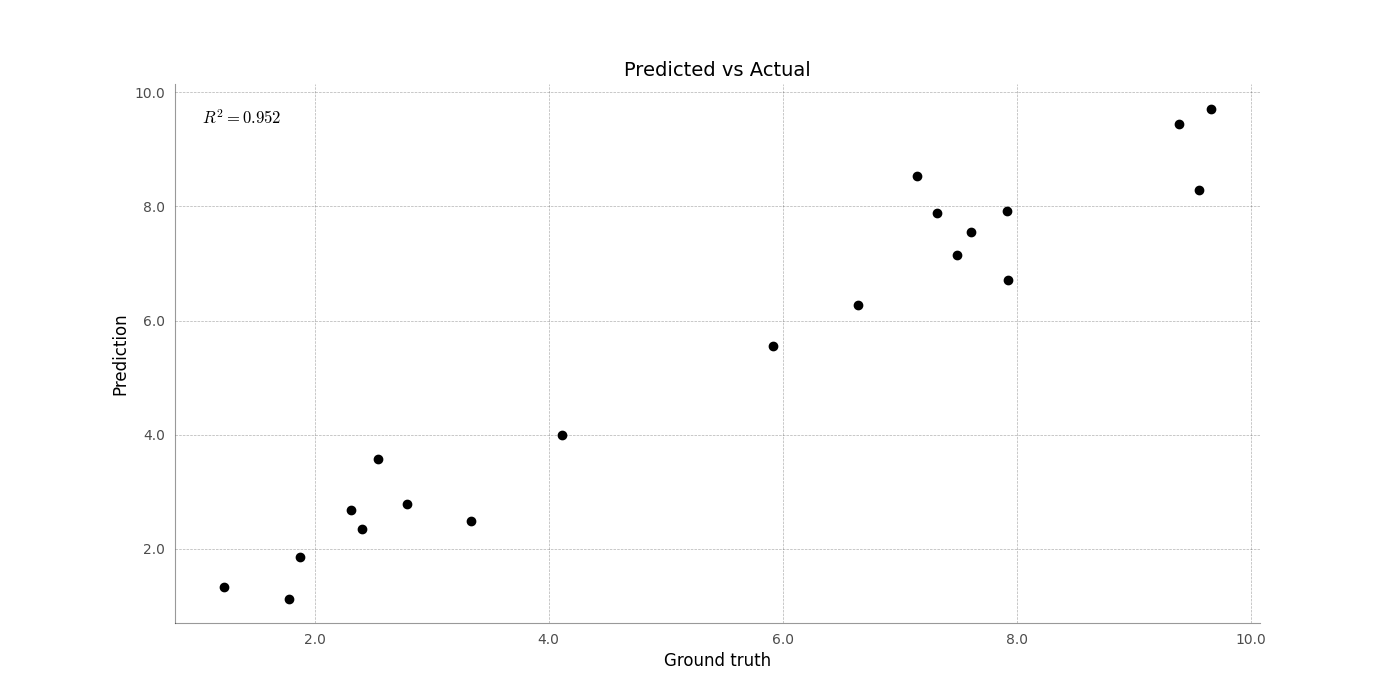 Predicted vs Actual
R² = 0.952
10.0
8.0
6.0
4.0
2.0
Prediction
2.0 4.0 6.0 8.0 10.0
Ground truth